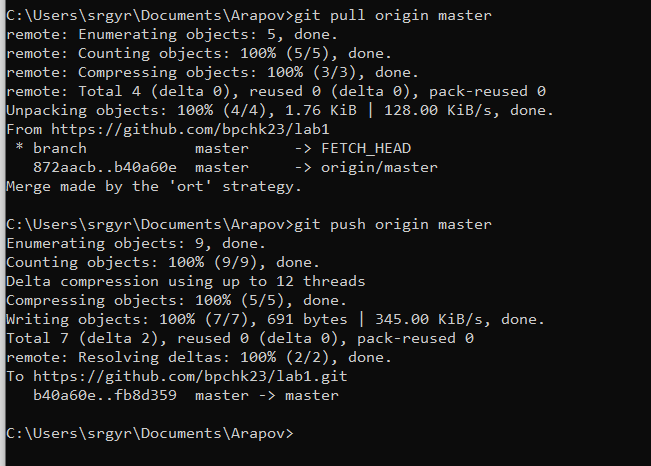 C:\Users\srgyr\Documents\Arapov>git pull origin master
remote: Enumerating objects: 5, done.
remote: Counting objects: 100% (5/5), done.
remote: Compressing objects: 100% (3/3), done.
remote: Total 4 (delta 0), reused 0 (delta 0), pack-reused 0
Unpacking objects: 100% (4/4), 1.76 KiB | 128.00 KiB/s, done.
From https://github.com/bpchk23/lab1
 * branch            master     -> FETCH_HEAD
   872aacb..b40a60e  master     -> origin/master
Merge made by the 'ort' strategy.

C:\Users\srgyr\Documents\Arapov>git push origin master
Enumerating objects: 9, done.
Counting objects: 100% (9/9), done.
Delta compression using up to 12 threads
Compressing objects: 100% (5/5), done.
Writing objects: 100% (7/7), 691 bytes | 345.00 KiB/s, done.
Total 7 (delta 2), reused 0 (delta 0), pack-reused 0
remote: Resolving deltas: 100% (2/2), done.
To https://github.com/bpchk23/lab1.git
   b40a60e..fb8d359  master -> master

C:\Users\srgyr\Documents\Arapov>